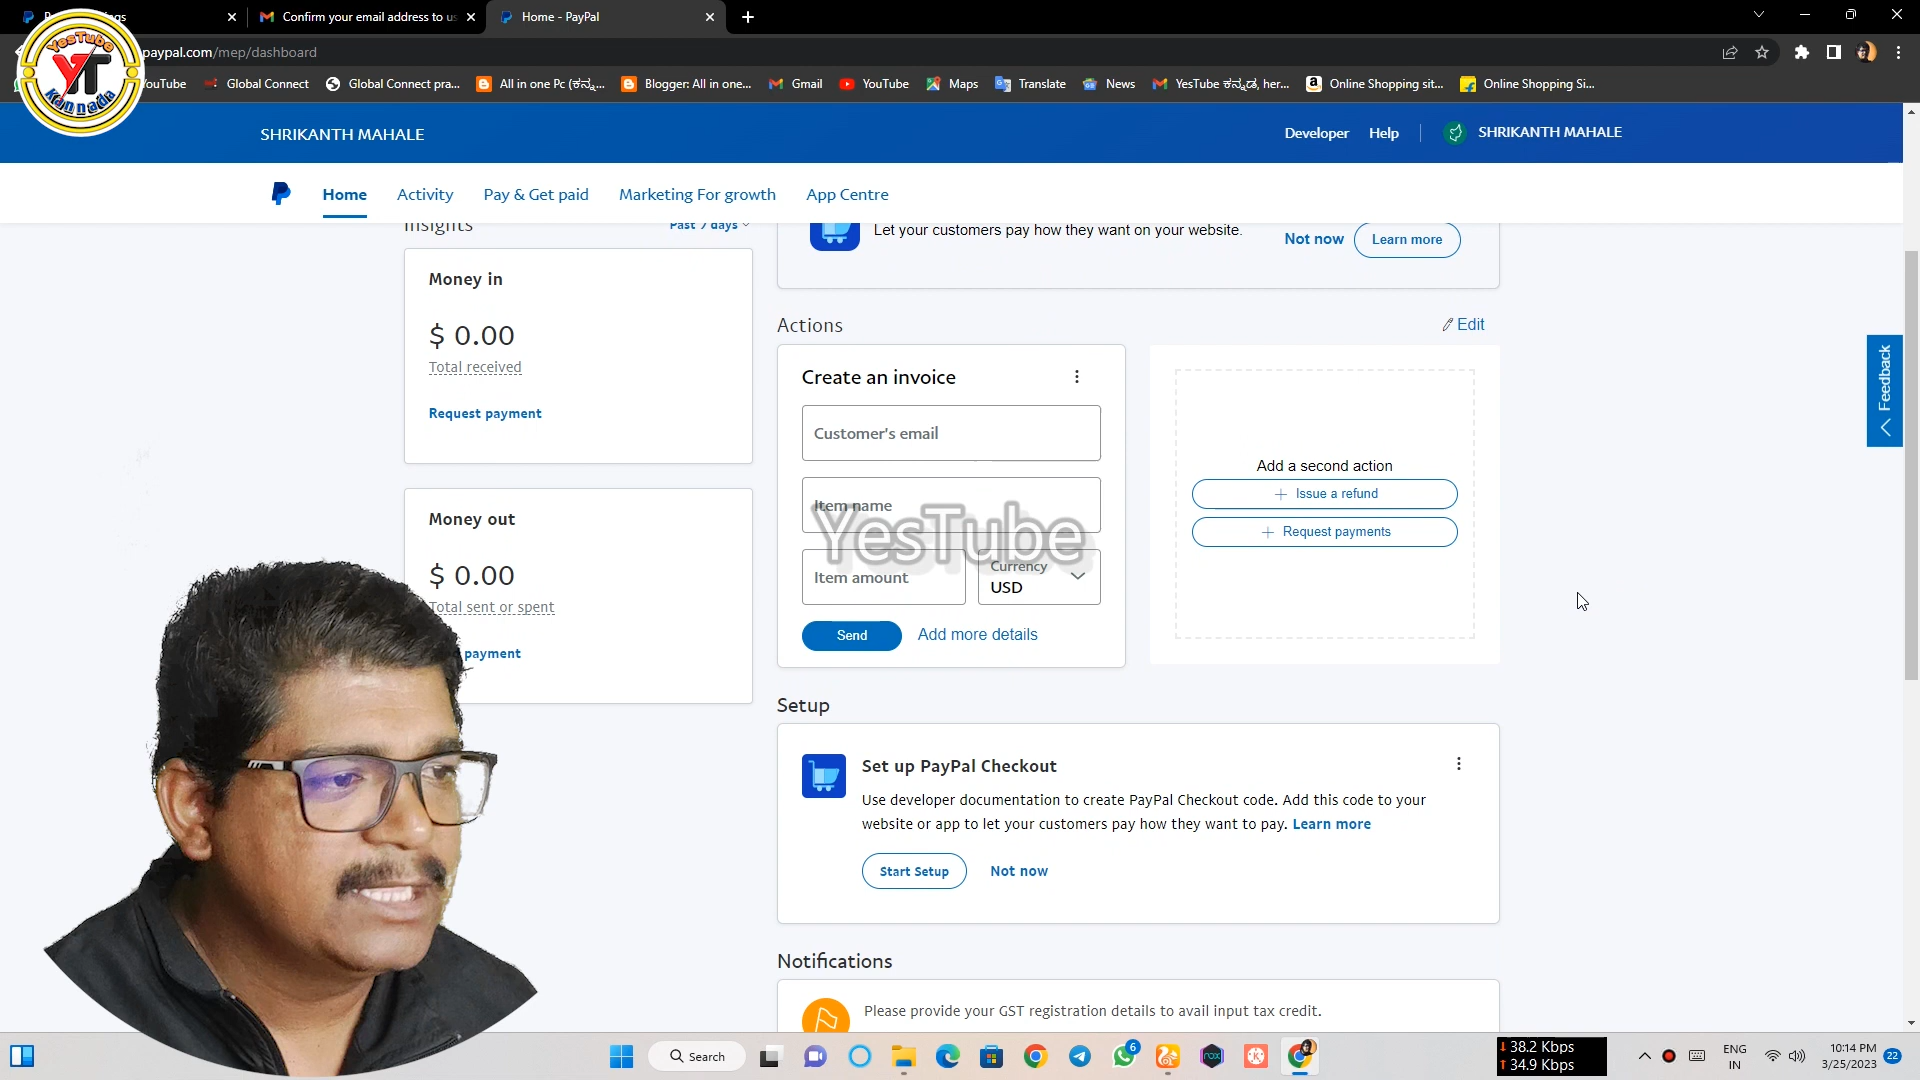 Confirm your email address to us
Home - PayPal
YesTube
YT
ಕನ್ನಡ
paypal.com/mep/dashboard
YouTube
Global Connect
Global Connect pra...
All in one Pc (ಕನ್ನ...
Blogger: All in one...
Gmail
YouTube
Maps
Translate
News
YesTube ಕನ್ನಡ, her...
Online Shopping sit...
Online Shopping Si...
SHRIKANTH MAHALE
Developer
Help
SHRIKANTH MAHALE
Home
Activity
Pay & Get paid
Marketing For growth
App Centre
Insights
Past 7 days
Let your customers pay how they want on your website.
Not now
Learn more
Money in
$ 0.00
Total received
Request payment
Actions
Edit
Create an invoice
Customer's email
Item name
YesTube
Item amount
Currency
USD
Send
Add more details
Add a second action
Issue a refund
Request payments
Feedback
Money out
$ 0.00
Total sent or spent
payment
Setup
Set up PayPal Checkout
Use developer documentation to create PayPal Checkout code. Add this code to your
website or app to let your customers pay how they want to pay. Learn more
Start Setup
Not now
Notifications
Please provide your GST registration details to avail input tax credit.
Search
6
38.2 Kbps
34.9 Kbps
ENG
IN
10:14 PM
3/25/2023
22